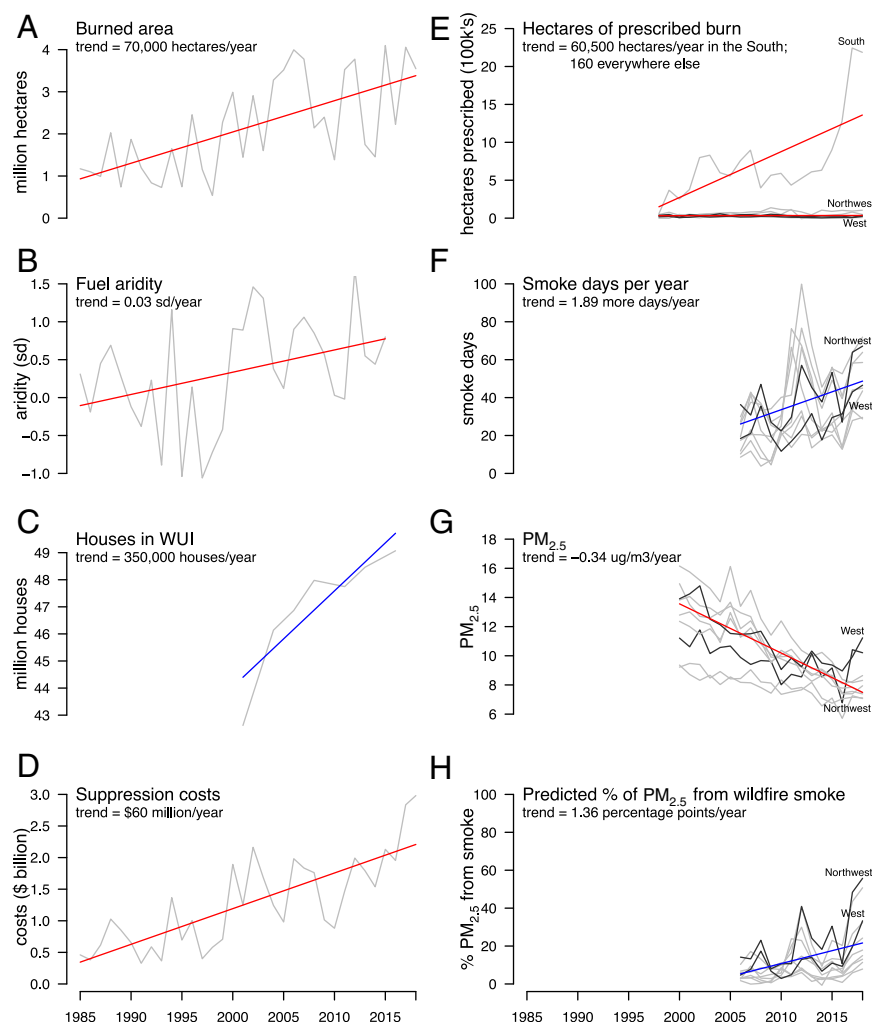 A
Burned area
trend = 70,000 hectares/year
million hectares
4
3
2
1
0
B
Fuel aridity
trend = 0.03 sd/year
aridity (sd)
1.5
1.0
0.5
0.0
−0.5
−1.0
C
Houses in WUI
trend = 350,000 houses/year
million houses
49
48
47
46
45
44
43
D
Suppression costs
trend = $60 million/year
costs ($ billion)
3.0
2.5
2.0
1.5
1.0
0.5
0.0
1985 1990 1995 2000 2005 2010 2015
E
Hectares of prescribed burn
trend = 60,500 hectares/year in the South;
160 everywhere else
hectares prescribed (100k's)
25
20
15
10
5
0
South
Northwes
West
F
Smoke days per year
trend = 1.89 more days/year
smoke days
100
80
60
40
20
0
Northwest
West
G
PM2.5
trend = −0.34 ug/m3/year
PM2.5
18
16
14
12
10
8
6
West
Northwest
H
Predicted % of PM2.5 from wildfire smoke
trend = 1.36 percentage points/year
% PM2.5 from smoke
100
80
60
40
20
0
Northwest
West
1985 1990 1995 2000 2005 2010 2015